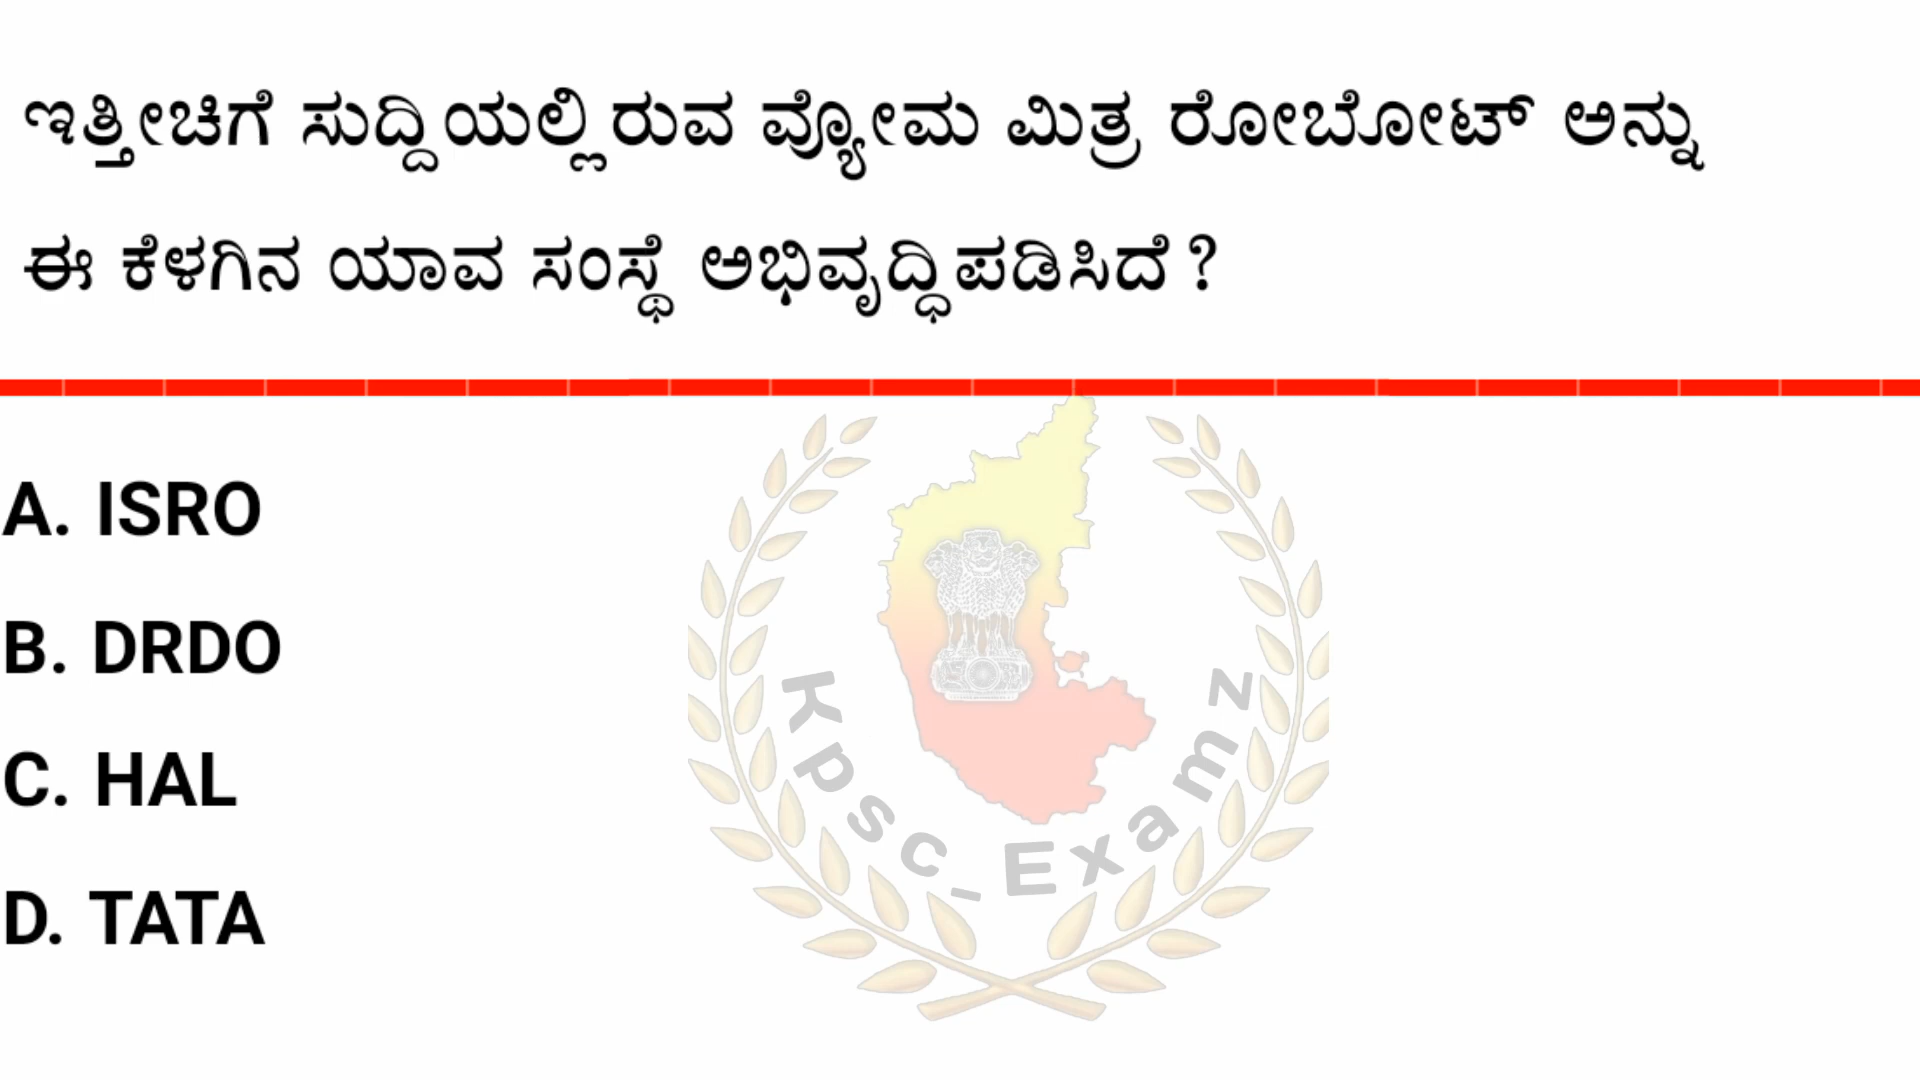 ಇತ್ತೀಚಿಗೆ ಸುದ್ದಿಯಲ್ಲಿರುವ ವ್ಯೋಮ ಮಿತ್ರ ರೋಬೋಟ್ ಅನ್ನು
ಈ ಕೆಳಗಿನ ಯಾವ ಸಂಸ್ಥೆ ಅಭಿವೃದ್ಧಿಪಡಿಸಿದೆ?
A. ISRO
B. DRDO
C. HAL
D. TATA
Kpsc_Examz